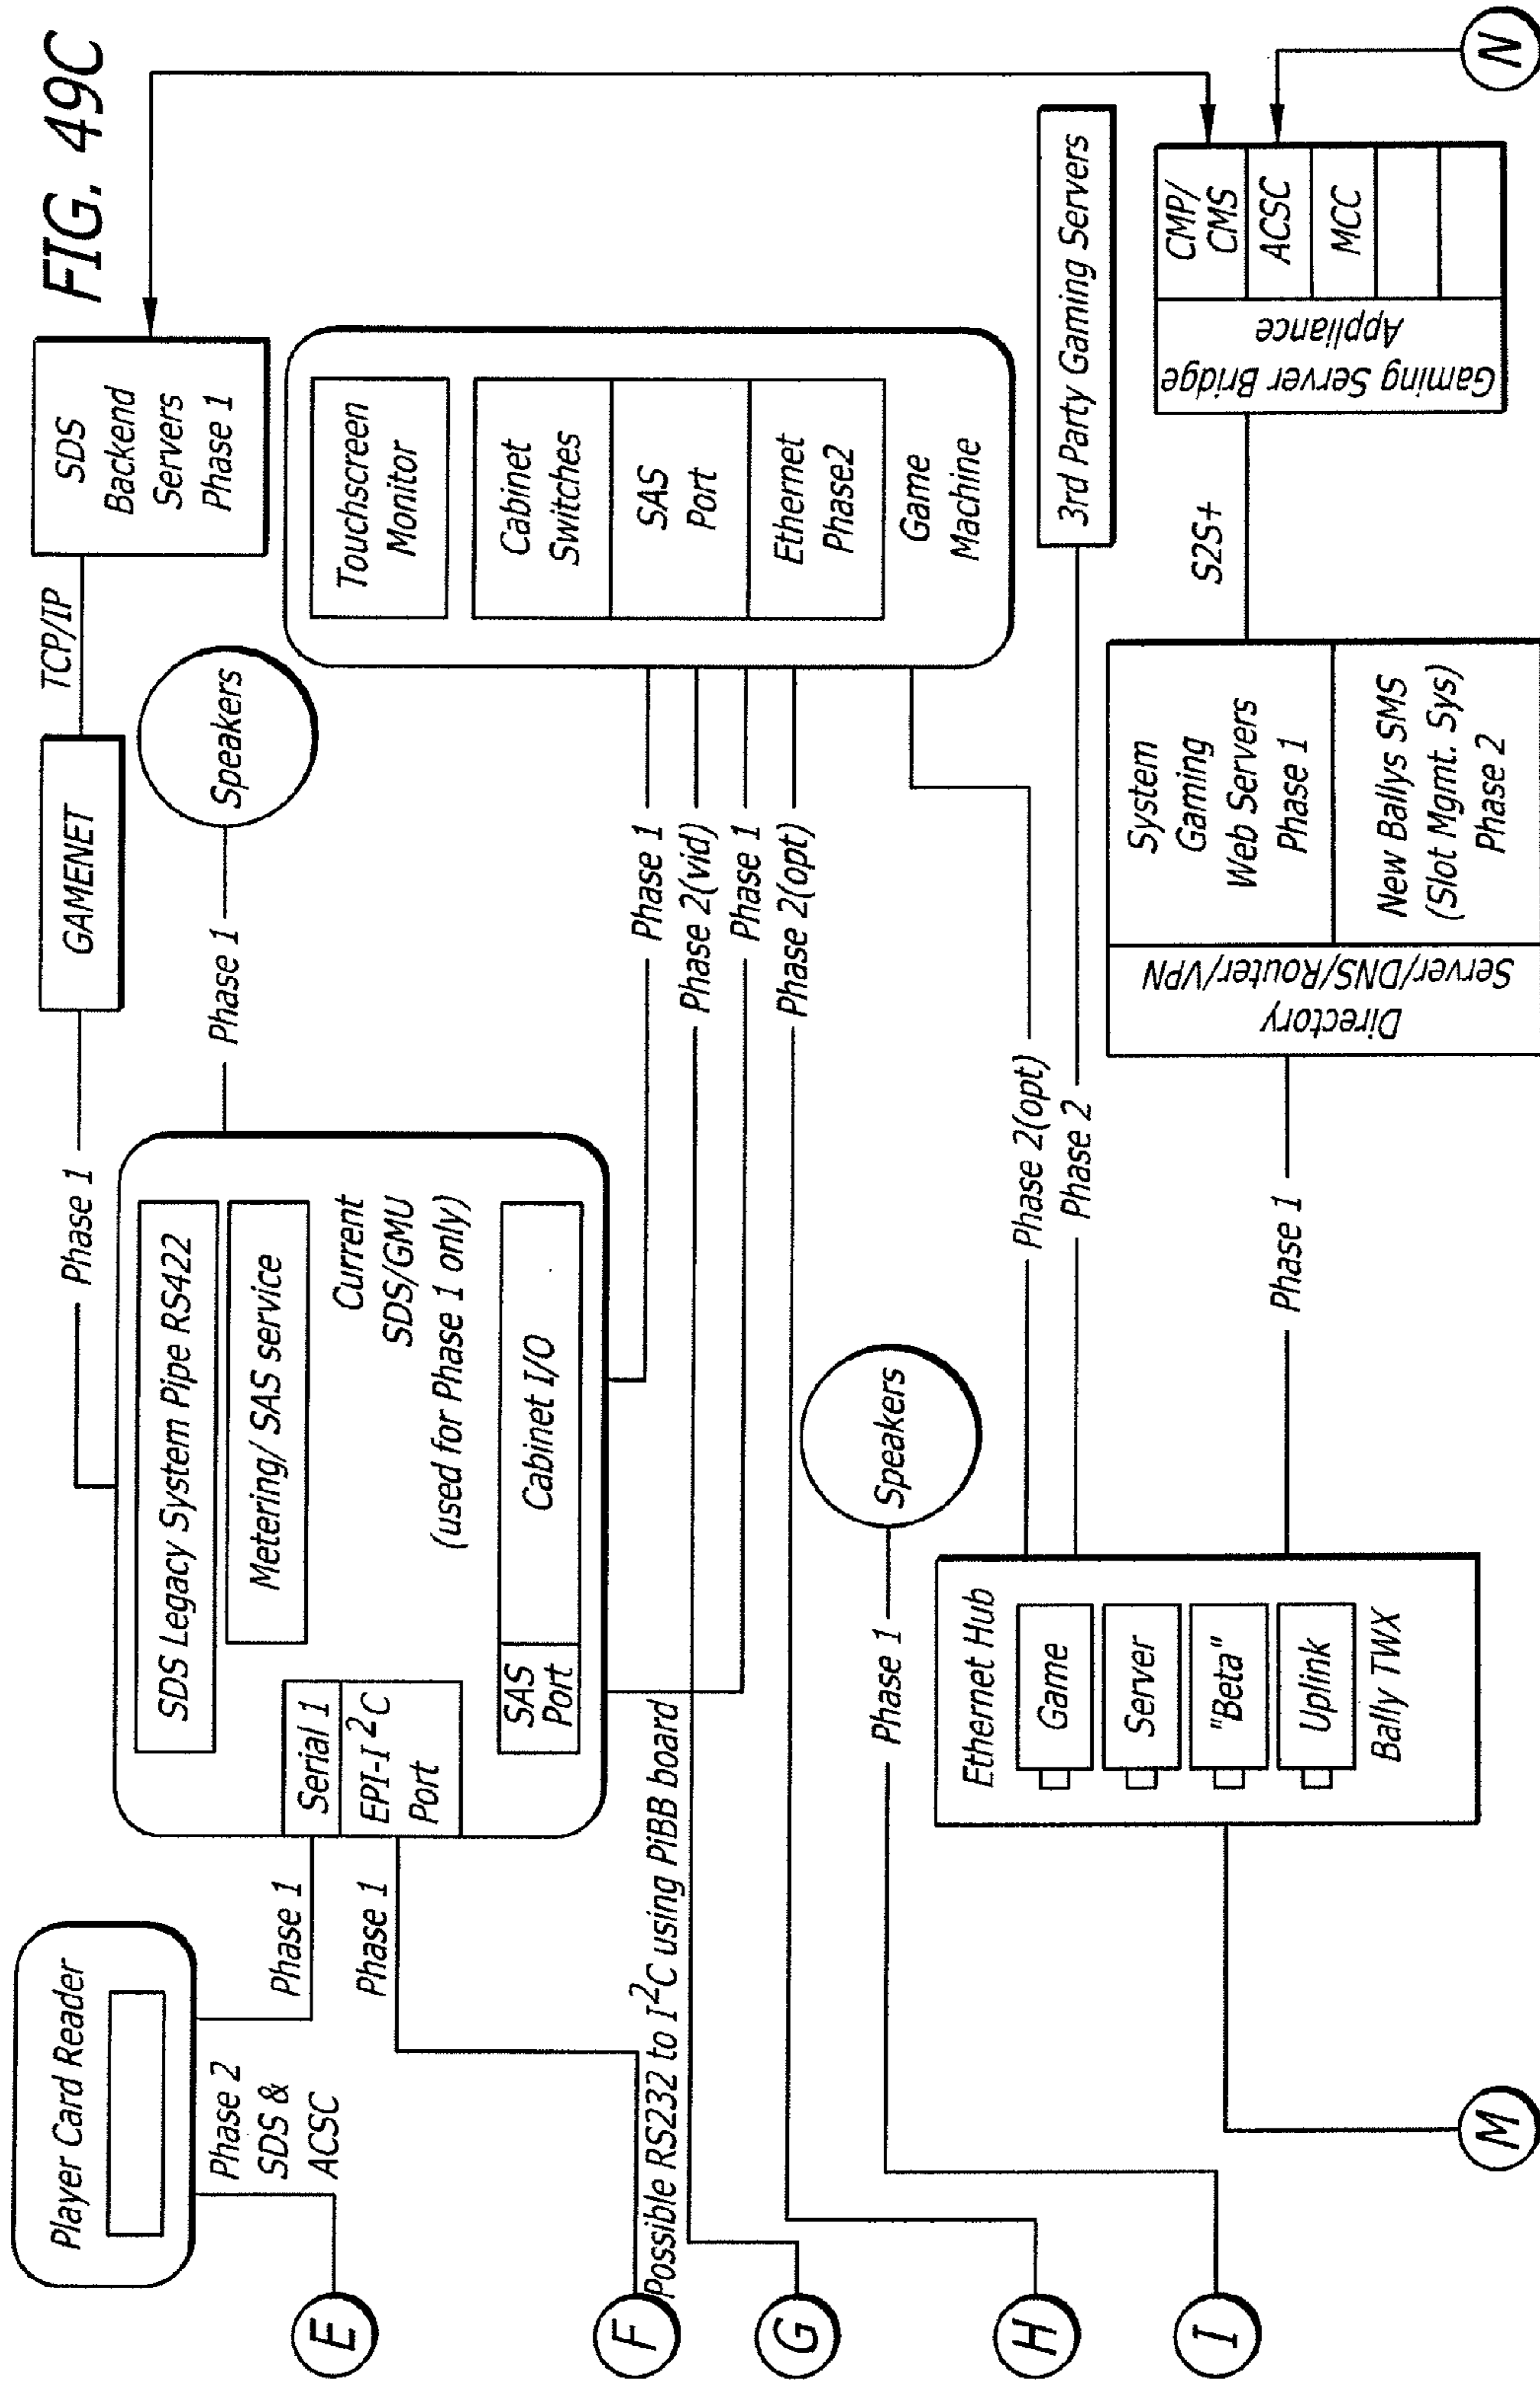 FIG. 49C
Player Card Reader
Phase 2
SDS &
ACSC
Phase 1
Phase 1
E
F
Possible RS232 to I²C using PiBB board
G
H
I
M
N
Phase 1
GAMENET
TCP/IP
SDS
Backend
Servers
Phase 1
SDS Legacy System Pipe RS422
Metering/ SAS service
Serial 1
EPI-I²C
Port
Current
SDS/GMU
(used for Phase 1 only)
SAS
Port
Cabinet I/O
Phase 1
Speakers
Touchscreen
Monitor
Cabinet
Switches
SAS
Port
Ethernet
Phase2
Game
Machine
Phase 1
Phase 2(vid)
Phase 1
Phase 2(opt)
Phase 1
Speakers
Phase 2(opt)
Phase 2
3rd Party Gaming Servers
Ethernet Hub
Game
Server
"Beta"
Uplink
Bally TWX
Phase 1
Directory
Server/DNS/Router/VPN
System
Gaming
Web Servers
Phase 1
New Ballys SMS
(Slot Mgmt. Sys)
Phase 2
S2S+
Gaming Server Bridge
Appliance
CMP/
CMS
ACSC
MCC